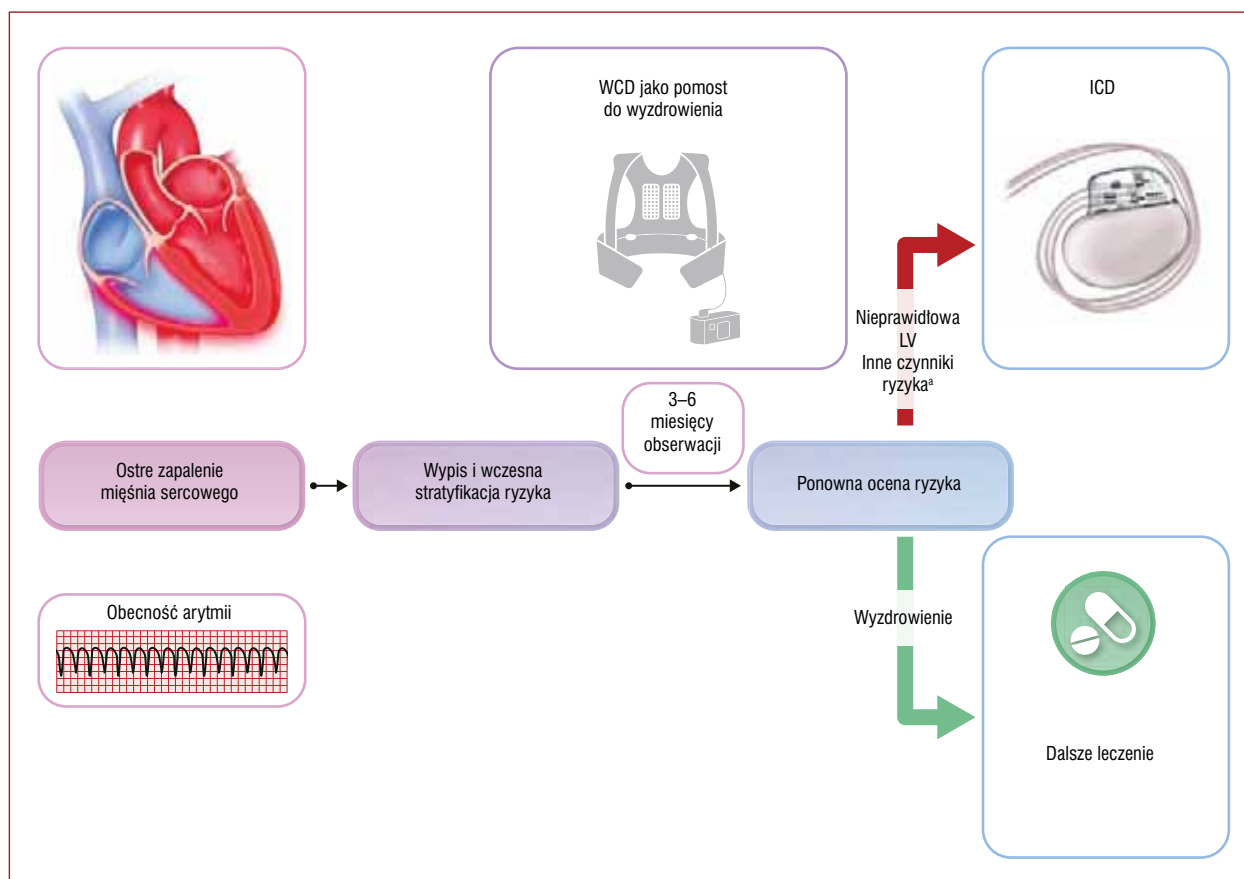 WCD jako pomost
do wyzdrowienia
ICD
Nieprawidłowa
LV
Inne czynniki
ryzykaᵃ
3–6
miesięcy
obserwacji
Ostre zapalenie
mięśnia sercowego
Wypis i wczesna
stratyfikacja ryzyka
Ponowna ocena ryzyka
Obecność arytmii
Wyzdrowienie
Dalsze leczenie